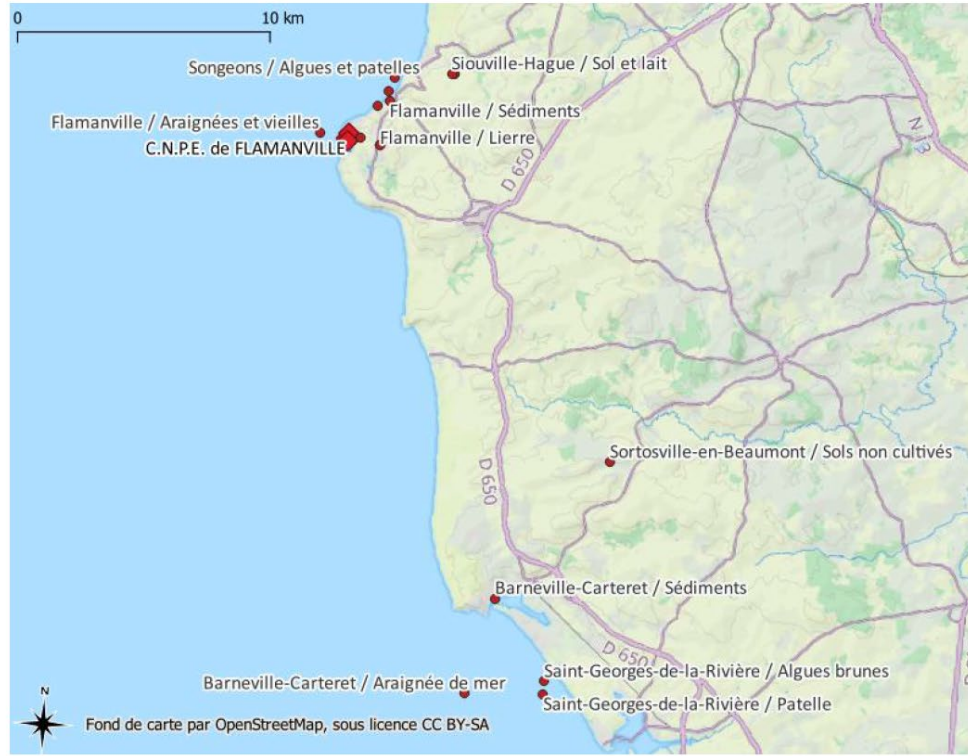 0
10 km
Songeons / Algues et patelles
Siouville-Hague / Sol et lait
Flamanville / Sédiments
Flamanville / Araignées et vieilles
C.N.P.E. de FLAMANVILLE
Flamanville / Lierre
N 13
D 650
Sortosville-en-Beaumont / Sols non cultivés
D 650
Barneville-Carteret / Sédiments
D 650
Saint-Georges-de-la-Rivière / Algues brunes
Barneville-Carteret / Araignée de mer
Saint-Georges-de-la-Rivière / Patelle
N
Fond de carte par OpenStreetMap, sous licence CC BY-SA